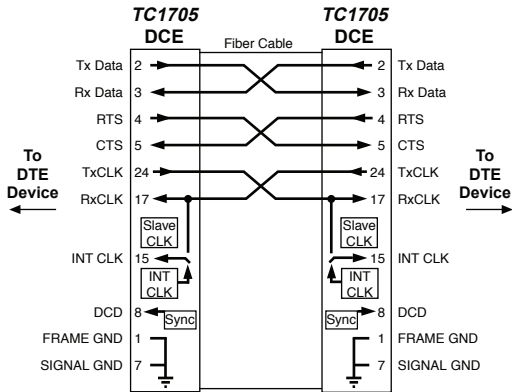 TC1705 TC1705
DCE DCE
Fiber Cable
Tx Data 2 2 Tx Data
Rx Data 3 3 Rx Data
RTS 4 4 RTS
CTS 5 5 CTS
TxCLK 24 24 TxCLK
RxCLK 17 17 RxCLK
To
DTE
Device
To
DTE
Device
Slave
CLK
Slave
CLK
INT CLK 15 15 INT CLK
INT
CLK
INT
CLK
DCD 8 8 DCD
Sync Sync
FRAME GND 1 1 FRAME GND
SIGNAL GND 7 7 SIGNAL GND